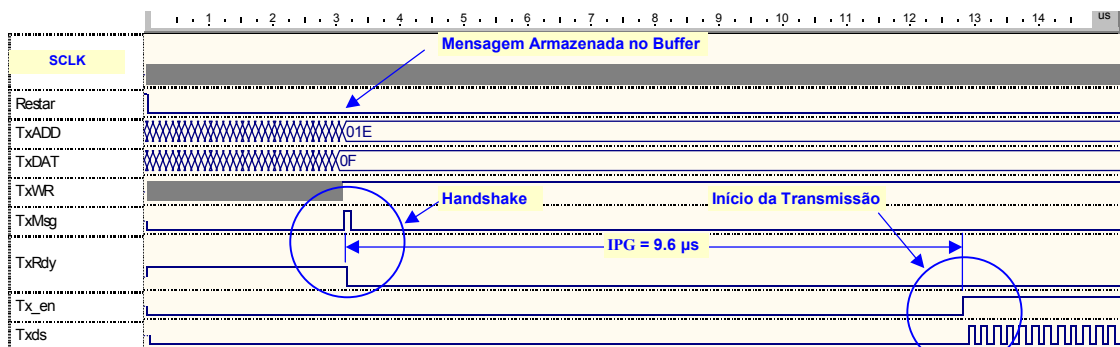 1 2 3 4 5 6 7 8 9 10 11 12 13 14 us
Mensagem Armazenada no Buffer
SCLK
Restar
TxADD 01E
TxDAT 0F
TxWR
Handshake Início da Transmissão
TxMsg
IPG = 9.6 µs
TxRdy
Tx_en
Txds